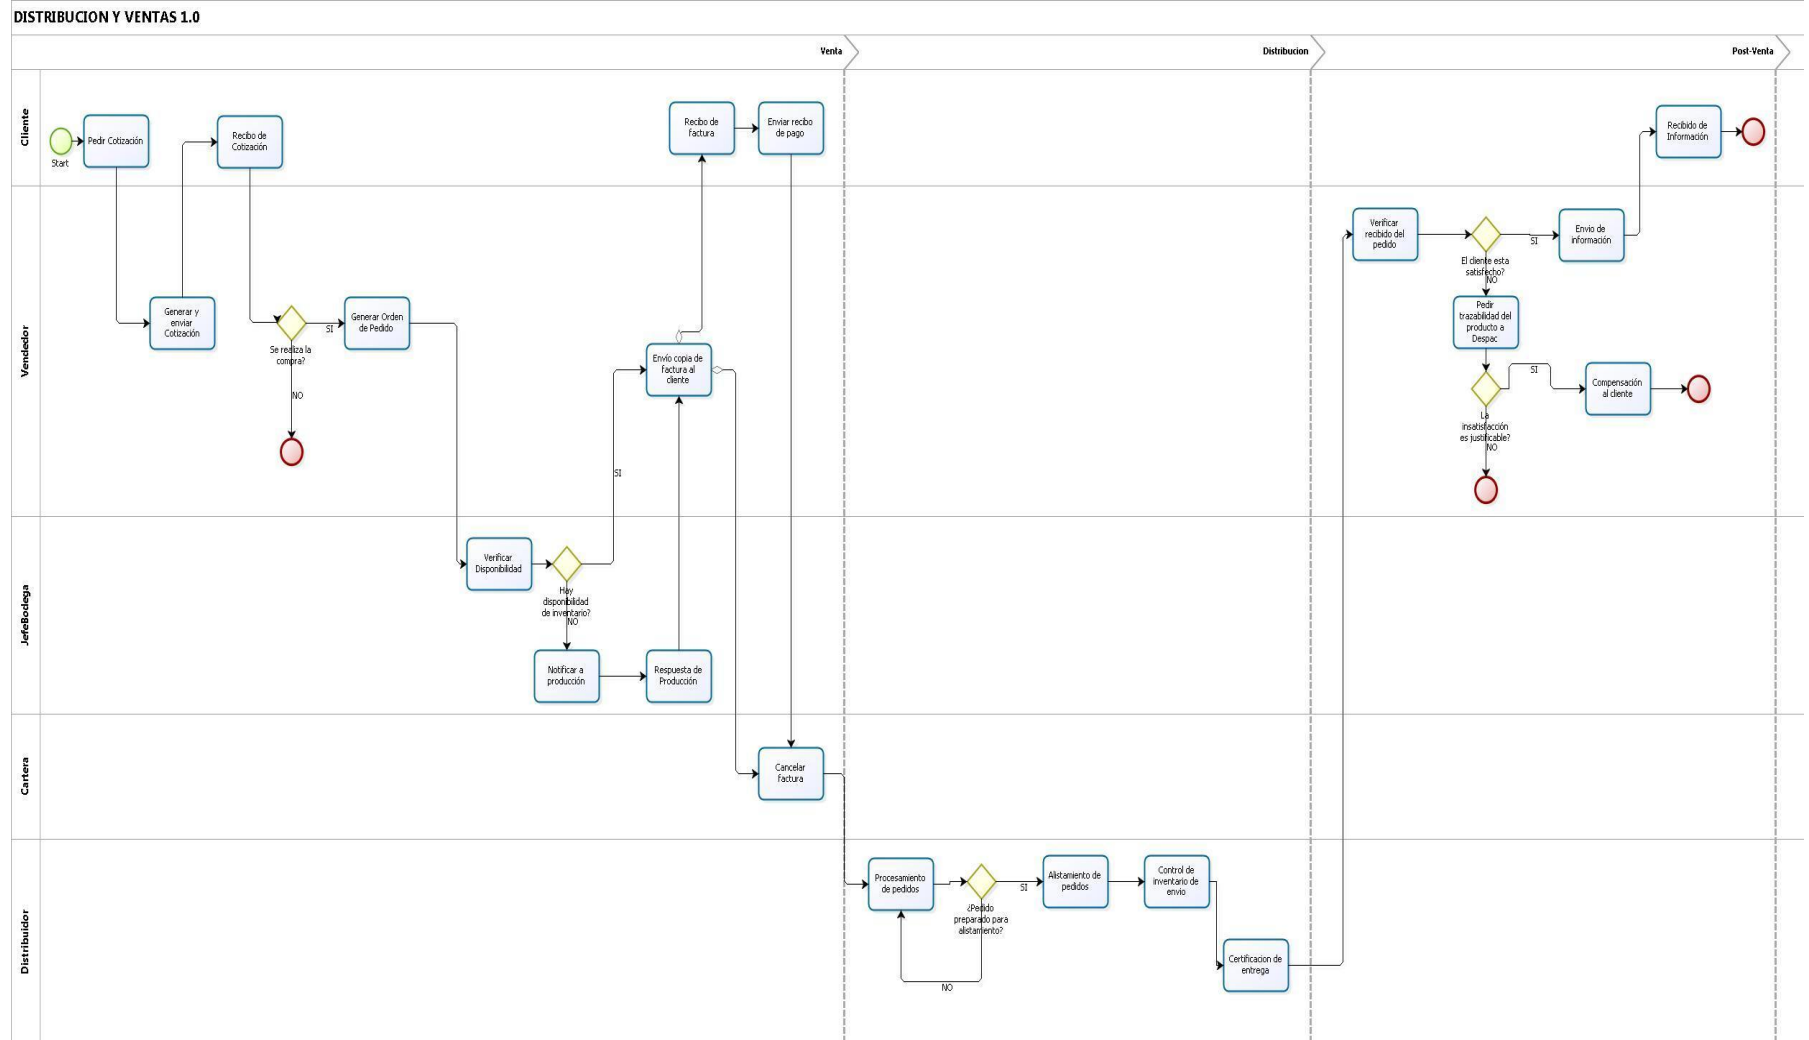 DISTRIBUCION Y VENTAS 1.0
Venta
Distribucion
Post-Venta
Cliente
Start
Pedir Cotización
Recibo de
Cotización
Recibo de
factura
Enviar recibo
de pago
Recibido de
Información
Vendedor
Generar y
enviar
Cotización
Se realiza la
compra?
SI
NO
Generar Orden
de Pedido
Envío copia de
factura al
cliente
SI
Verificar
recibido del
pedido
El cliente esta
satisfecho?
SI
NO
Envio de
información
Pedir
trazabilidad del
producto a
Despac
La
insatisfacción
es justificable?
SI
NO
Compensación
al cliente
JefeBodega
Verificar
Disponibilidad
Hay
disponibilidad
de inventario?
NO
Notificar a
producción
Respuesta de
Producción
Cartera
Cancelar
factura
Distribuidor
Procesamiento
de pedidos
¿Pedido
preparado para
alistamiento?
SI
NO
Alistamiento de
pedidos
Control de
inventario de
envio
Certificacion de
entrega